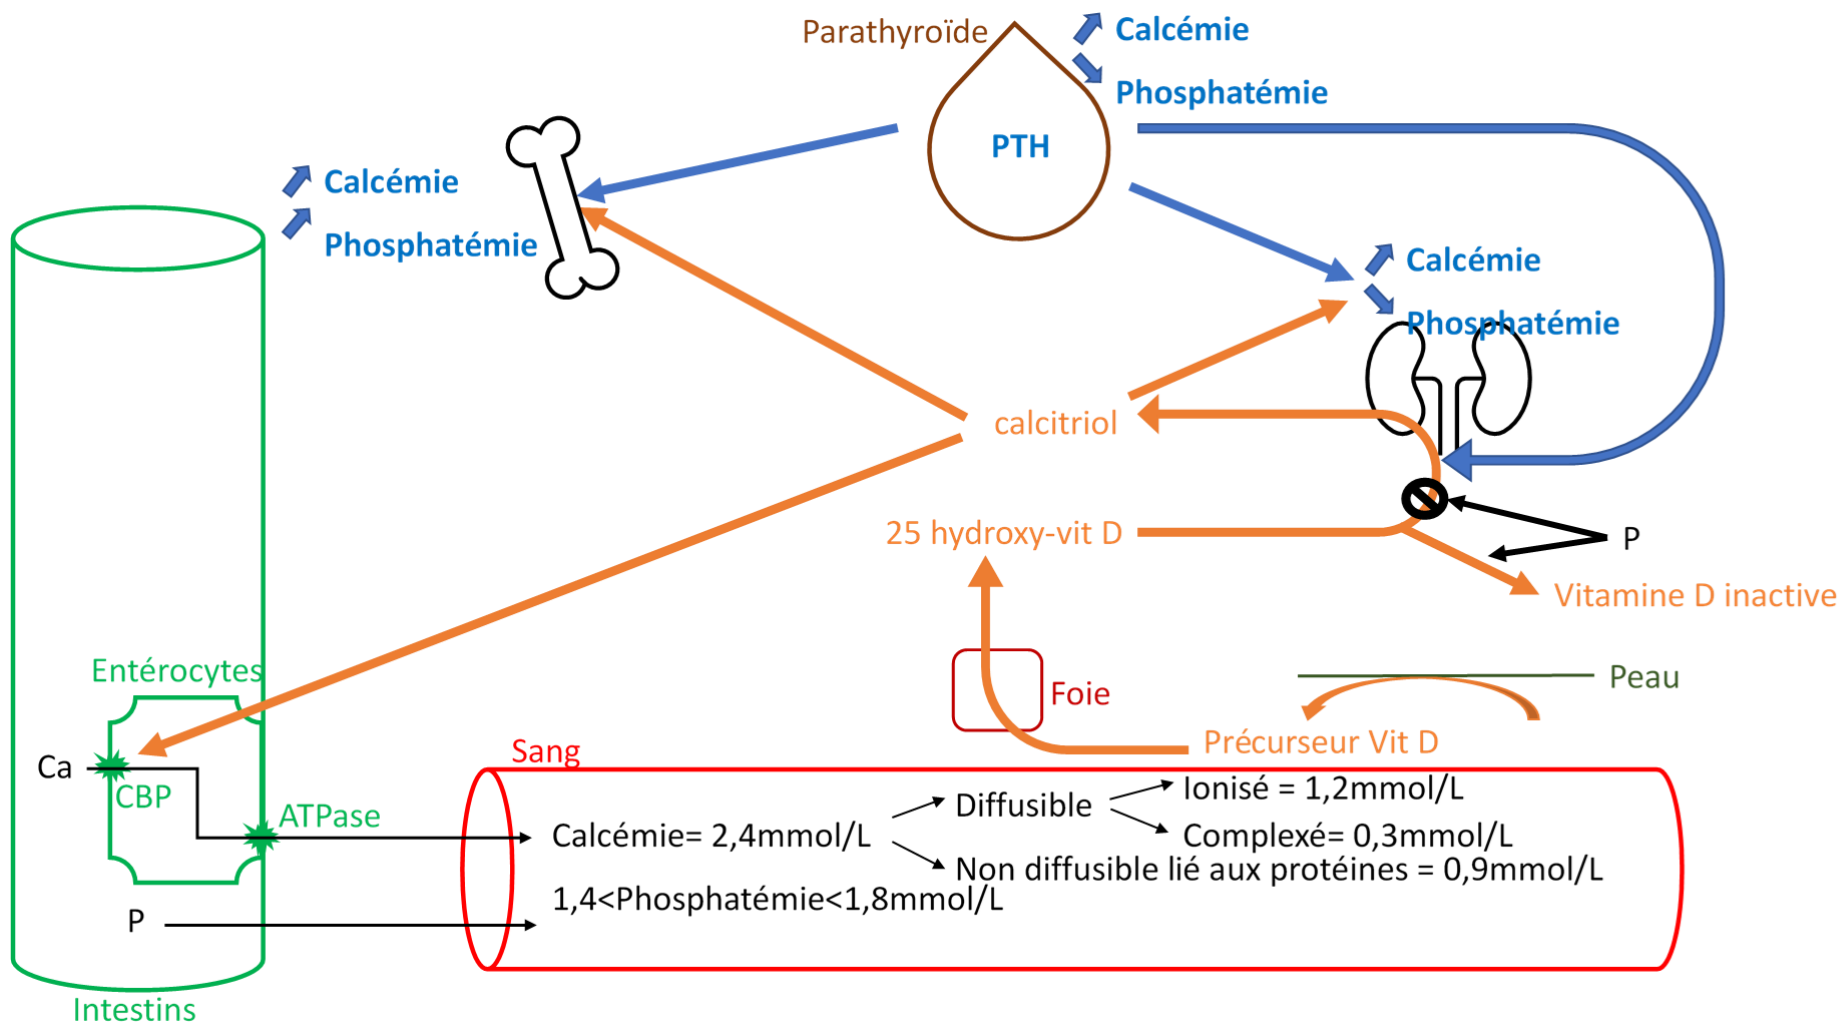 Parathyroïde
Calcémie
Phosphatémie
PTH
Calcémie
Phosphatémie
Calcémie
Phosphatémie
calcitriol
25 hydroxy-vit D
P
Vitamine D inactive
Entérocytes
Foie
Peau
Précurseur Vit D
Sang
Ca
CBP
ATPase
Calcémie= 2,4mmol/L
Diffusible
Ionisé = 1,2mmol/L
Complexé= 0,3mmol/L
Non diffusible lié aux protéines = 0,9mmol/L
1,4<Phosphatémie<1,8mmol/L
P
Intestins